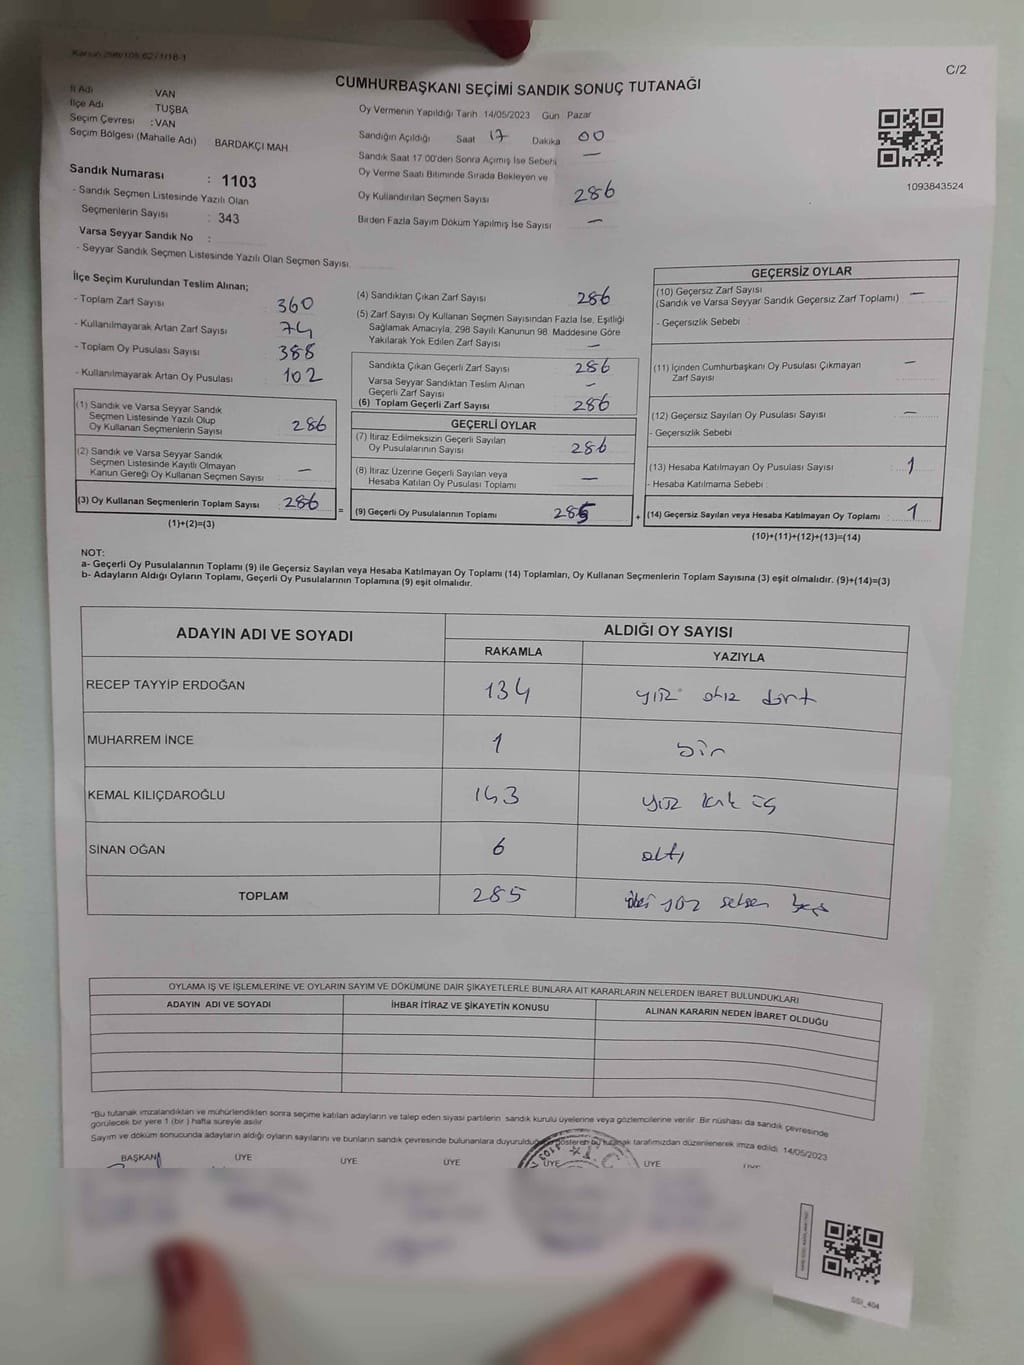 Kanun 298/105,62 / 1/18-1
C/2
CUMHURBAŞKANI SEÇİMİ SANDIK SONUÇ TUTANAĞI
İl Adı : VAN
İlçe Adı TUŞBA
Seçim Çevresi : VAN
Seçim Bölgesi (Mahalle Adı) BARDAKÇI MAH.
Oy Vermenin Yapıldığı Tarih 14/05/2023 Gün Pazar
Sandığın Açıldığı Saat 17 Dakika 00
Sandık Saat 17.00'den Sonra Açımış İse Sebebi —
Oy Verme Saati Bitiminde Sırada Bekleyen ve
Oy Kullandırılan Seçmen Sayısı 286
Birden Fazla Sayım Döküm Yapılmış İse Sayısı —
1093843524
Sandık Numarası : 1103
- Sandık Seçmen Listesinde Yazılı Olan
Seçmenlerin Sayısı : 343
Varsa Seyyar Sandık No :
- Seyyar Sandık Seçmen Listesinde Yazılı Olan Seçmen Sayısı
İlçe Seçim Kurulundan Teslim Alınan;
- Toplam Zarf Sayısı 360
- Kullanılmayarak Artan Zarf Sayısı 74
- Toplam Oy Pusulası Sayısı 388
- Kullanılmayarak Artan Oy Pusulası 102
(1) Sandık ve Varsa Seyyar Sandık
Seçmen Listesinde Yazılı Olup
Oy Kullanan Seçmenlerin Sayısı 286
(2) Sandık ve Varsa Seyyar Sandık
Seçmen Listesinde Kayıtlı Olmayan
Kanun Gereği Oy Kullanan Seçmen Sayısı : —
(3) Oy Kullanan Seçmenlerin Toplam Sayısı 286
(1)+(2)=(3)
(4) Sandıktan Çıkan Zarf Sayısı 286
(5) Zarf Sayısı Oy Kullanan Seçmen Sayısından Fazla İse, Eşitliği
Sağlamak Amacıyla, 298 Sayılı Kanunun 98. Maddesine Göre
Yakılarak Yok Edilen Zarf Sayısı —
Sandıkta Çıkan Geçerli Zarf Sayısı 286
Varsa Seyyar Sandıktan Teslim Alınan
Geçerli Zarf Sayısı —
(6) Toplam Geçerli Zarf Sayısı 286
GEÇERLİ OYLAR
(7) İtiraz Edilmeksizin Geçerli Sayılan
Oy Pusulalarının Sayısı 286
(8) İtiraz Üzerine Geçerli Sayılan veya
Hesaba Katılan Oy Pusulası Toplamı —
= (9) Geçerli Oy Pusulalarının Toplamı 285
GEÇERSİZ OYLAR
(10) Geçersiz Zarf Sayısı —
(Sandık ve Varsa Seyyar Sandık Geçersiz Zarf Toplamı)
- Geçersizlik Sebebi :
(11) İçinden Cumhurbaşkanı Oy Pusulası Çıkmayan —
Zarf Sayısı
(12) Geçersiz Sayılan Oy Pusulası Sayısı —
- Geçersizlik Sebebi
(13) Hesaba Katılmayan Oy Pusulası Sayısı 1
- Hesaba Katılmama Sebebi :
+ (14) Geçersiz Sayılan veya Hesaba Katılmayan Oy Toplamı 1
(10)+(11)+(12)+(13)=(14)
NOT:
a- Geçerli Oy Pusulalarının Toplamı (9) ile Geçersiz Sayılan veya Hesaba Katılmayan Oy Toplamı (14) Toplamları, Oy Kullanan Seçmenlerin Toplam Sayısına (3) eşit olmalıdır. (9)+(14)=(3)
b- Adayların Aldığı Oyların Toplamı, Geçerli Oy Pusulalarının Toplamına (9) eşit olmalıdır.
ADAYIN ADI VE SOYADI ALDIĞI OY SAYISI
RAKAMLA YAZIYLA
RECEP TAYYİP ERDOĞAN 134 yüz otuz dört
MUHARREM İNCE 1 bir
KEMAL KILIÇDAROĞLU 143 yüz kırk üç
SİNAN OĞAN 6 altı
TOPLAM 285 iki yüz seksen beş
OYLAMA İŞ VE İŞLEMLERİNE VE OYLARIN SAYIM VE DÖKÜMÜNE DAİR ŞİKAYETLERLE BUNLARA AİT KARARLARIN NELERDEN İBARET BULUNDUKLARI
ADAYIN ADI VE SOYADI İHBAR İTİRAZ VE ŞİKAYETİN KONUSU ALINAN KARARIN NEDEN İBARET OLDUĞU
*Bu tutanak imzalandıktan ve mühürlendikten sonra seçime katılan adayların ve talep eden siyasi partilerin sandık kurulu üyelerine veya gözlemcilerine verilir. Bir nüshası da sandık çevresinde
görülecek bir yere 1 (bir ) hafta süreyle asılır.
Sayım ve döküm sonucunda adayların aldığı oyların sayılarını ve bunların sandık çevresinde bulunanlara duyurulduğunu gösteren bu tutanak tarafımızdan düzenlenerek imza edildi. 14/05/2023
BAŞKAN ÜYE ÜYE ÜYE ÜYE ÜYE
1103
SSI_404